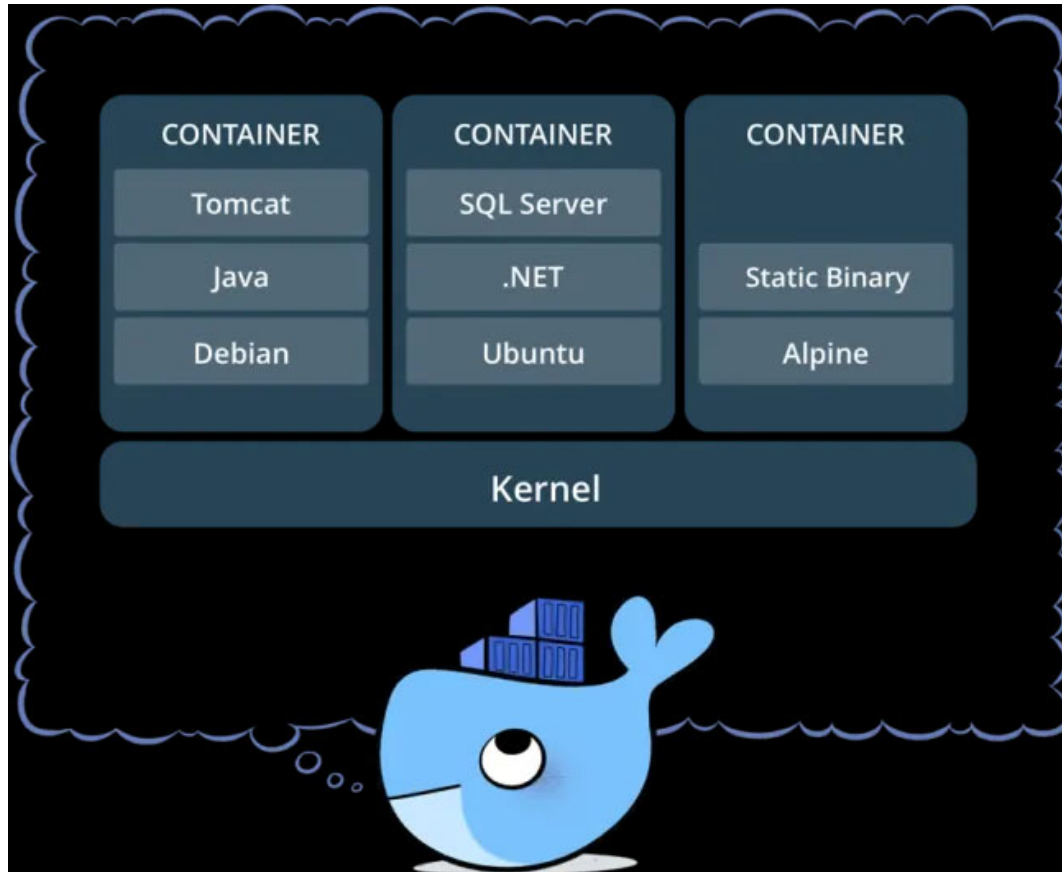 CONTAINER
Tomcat
Java
Debian
CONTAINER
SQL Server
.NET
Ubuntu
CONTAINER
Static Binary
Alpine
Kernel